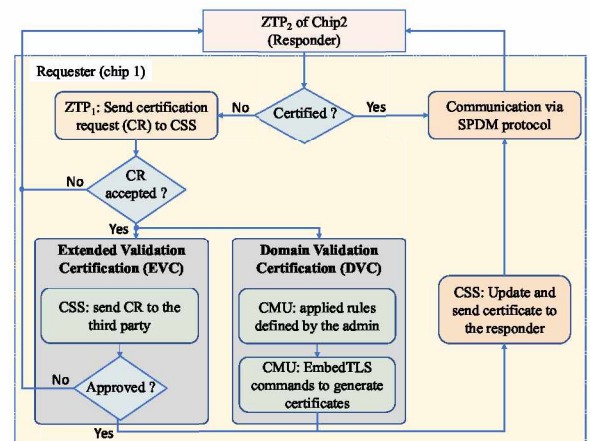 ZTP₂ of Chip2
(Responder)
Requester (chip 1)
ZTP₁: Send certification
request (CR) to CSS
No
Certified ?
Yes
Communication via
SPDM protocol
No
CR
accepted ?
Yes
Extended Validation
Certification (EVC)
Domain Validation
Certification (DVC)
CSS: send CR to the
third party
CMU: applied rules
defined by the admin
CSS: Update and
send certificate to
the responder
No
Approved ?
CMU: EmbedTLS
commands to generate
certificates
Yes